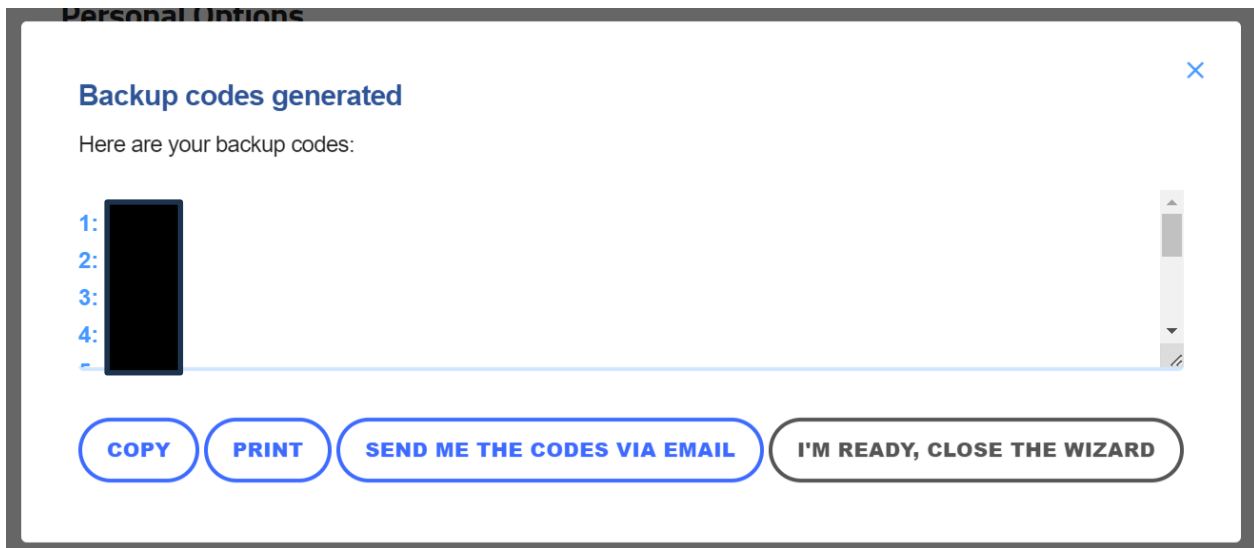 Personal Options
Backup codes generated
Here are your backup codes:
1:
2:
3:
4:
COPY PRINT SEND ME THE CODES VIA EMAIL I'M READY, CLOSE THE WIZARD